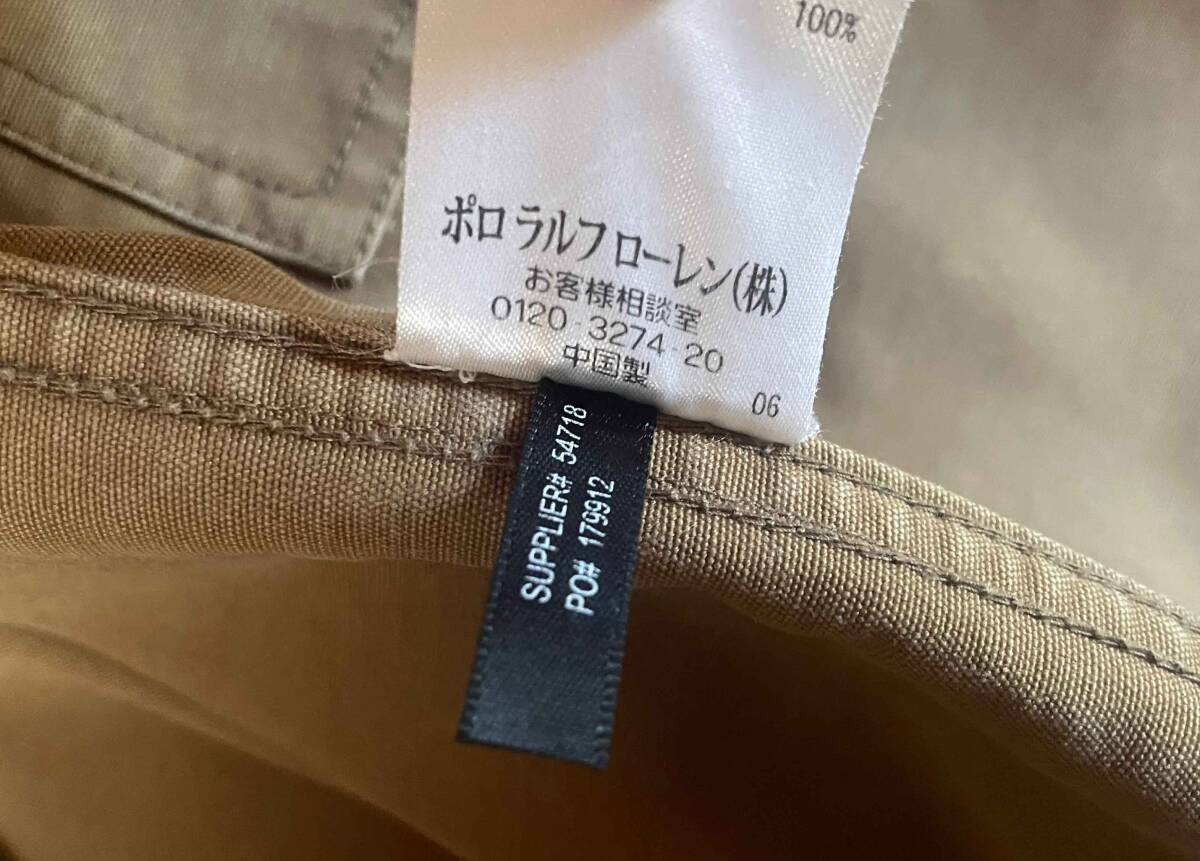 100%
ポロ ラルフ ローレン(株)
お客様相談室
0120-3274-20
中国製
06
SUPPLIER# 54718
PO# 179912